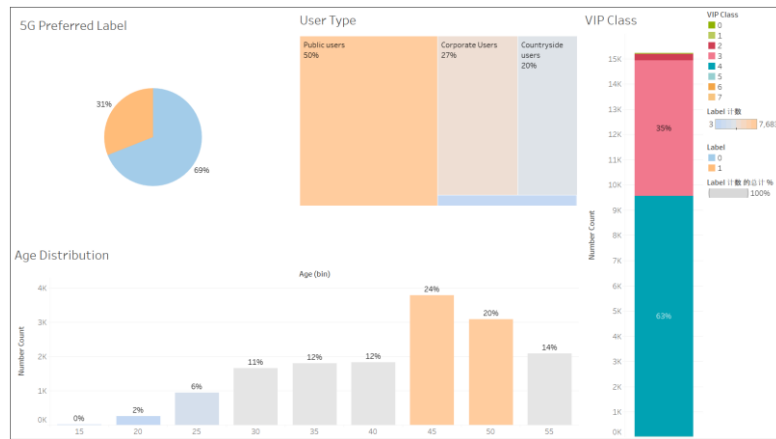 5G Preferred Label
31%
69%
User Type
Public users
50%
Corporate Users
27%
Countryside
users
20%
VIP Class
15K
14K
13K
12K
11K
10K
9K
8K
7K
6K
5K
4K
3K
2K
1K
0K
Number Count
35%
63%
VIP Class
0
1
2
3
4
5
6
7
Label 计数
3
7,683
Label
0
1
Label 计数 的总计 %
100%
Age Distribution
Age (bin)
4K
3K
2K
1K
0K
Number Count
0%
2%
6%
11%
12%
12%
24%
20%
14%
15
20
25
30
35
40
45
50
55